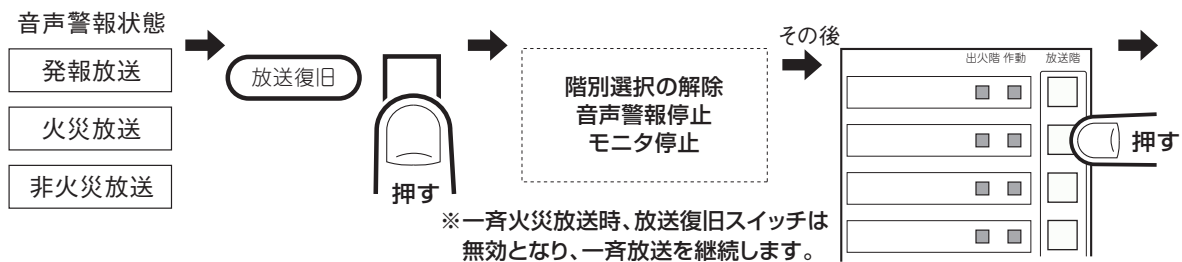 音声警報状態
発報放送
火災放送
非火災放送
放送復旧
押す
階別選択の解除
音声警報停止
モニタ停止
※一斉火災放送時、放送復旧スイッチは
無効となり、一斉放送を継続します。
その後
出火階 作動 放送階
押す